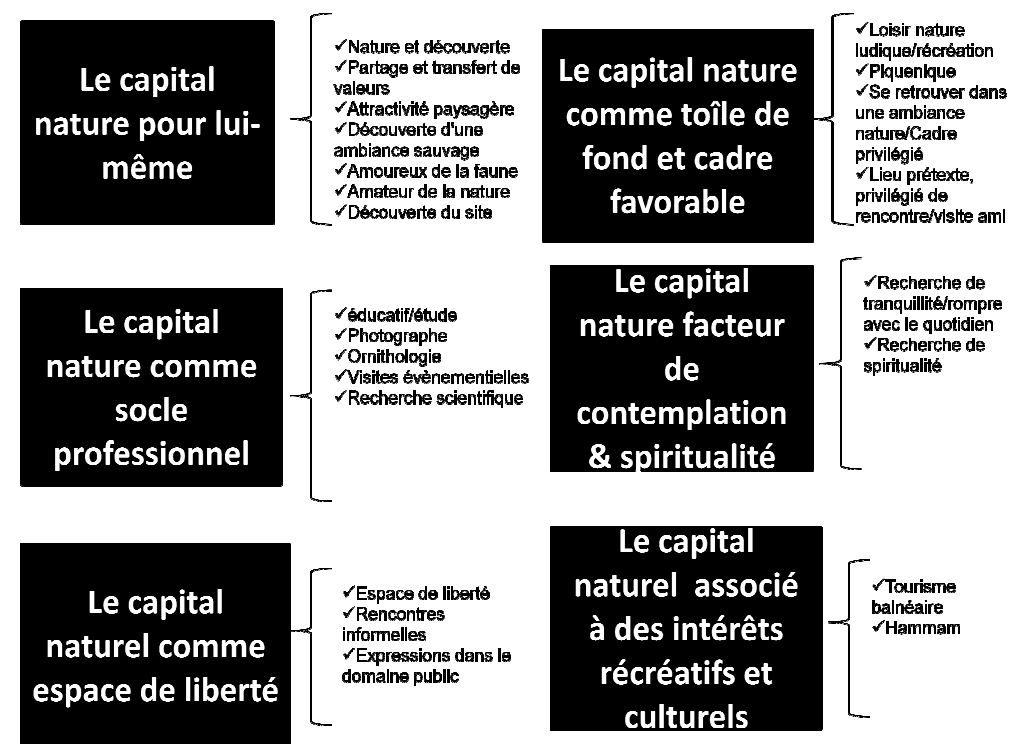 Le capital
nature pour lui-
même
✓Nature et découverte
✓Partage et transfert de
valeurs
✓Attractivité paysagère
✓Découverte d'une
ambiance sauvage
✓Amoureux de la faune
✓Amateur de la nature
✓Découverte du site
Le capital nature
comme toîle de
fond et cadre
favorable
✓Loisir nature
ludique/récréation
✓Piquenique
✓Se retrouver dans
une ambiance
nature/Cadre
privilégié
✓Lieu prétexte,
privilégié de
rencontre/visite ami
Le capital
nature comme
socle
professionnel
✓éducatif/étude
✓Photographe
✓Ornithologie
✓Visites évènementielles
✓Recherche scientifique
Le capital
nature facteur
de
contemplation
& spiritualité
✓Recherche de
tranquillité/rompre
avec le quotidien
✓Recherche de
spiritualité
Le capital
naturel comme
espace de liberté
✓Espace de liberté
✓Rencontres
informelles
✓Expressions dans le
domaine public
Le capital
naturel associé
à des intérêts
récréatifs et
culturels
✓Tourisme
balnéaire
✓Hammam